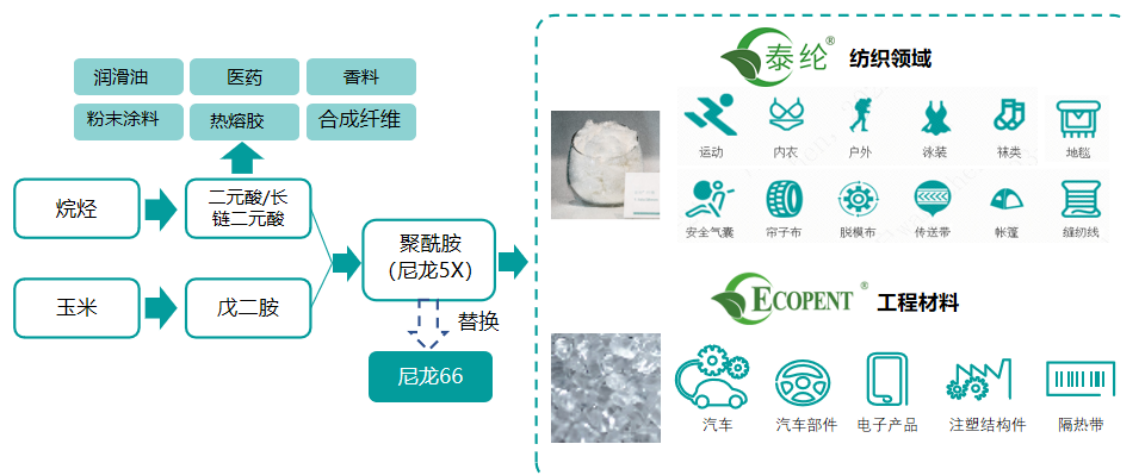 润滑油
医药
香料
粉末涂料
热熔胶
合成纤维
烷烃
二元酸/长
链二元酸
玉米
戊二胺
聚酰胺
(尼龙5X)
替换
尼龙66
泰纶® 纺织领域
运动
内衣
户外
泳装
袜类
地毯
安全气囊
帘子布
脱模布
传送带
帐篷
缝纫线
ECOPENT® 工程材料
汽车
汽车部件
电子产品
注塑结构件
隔热带